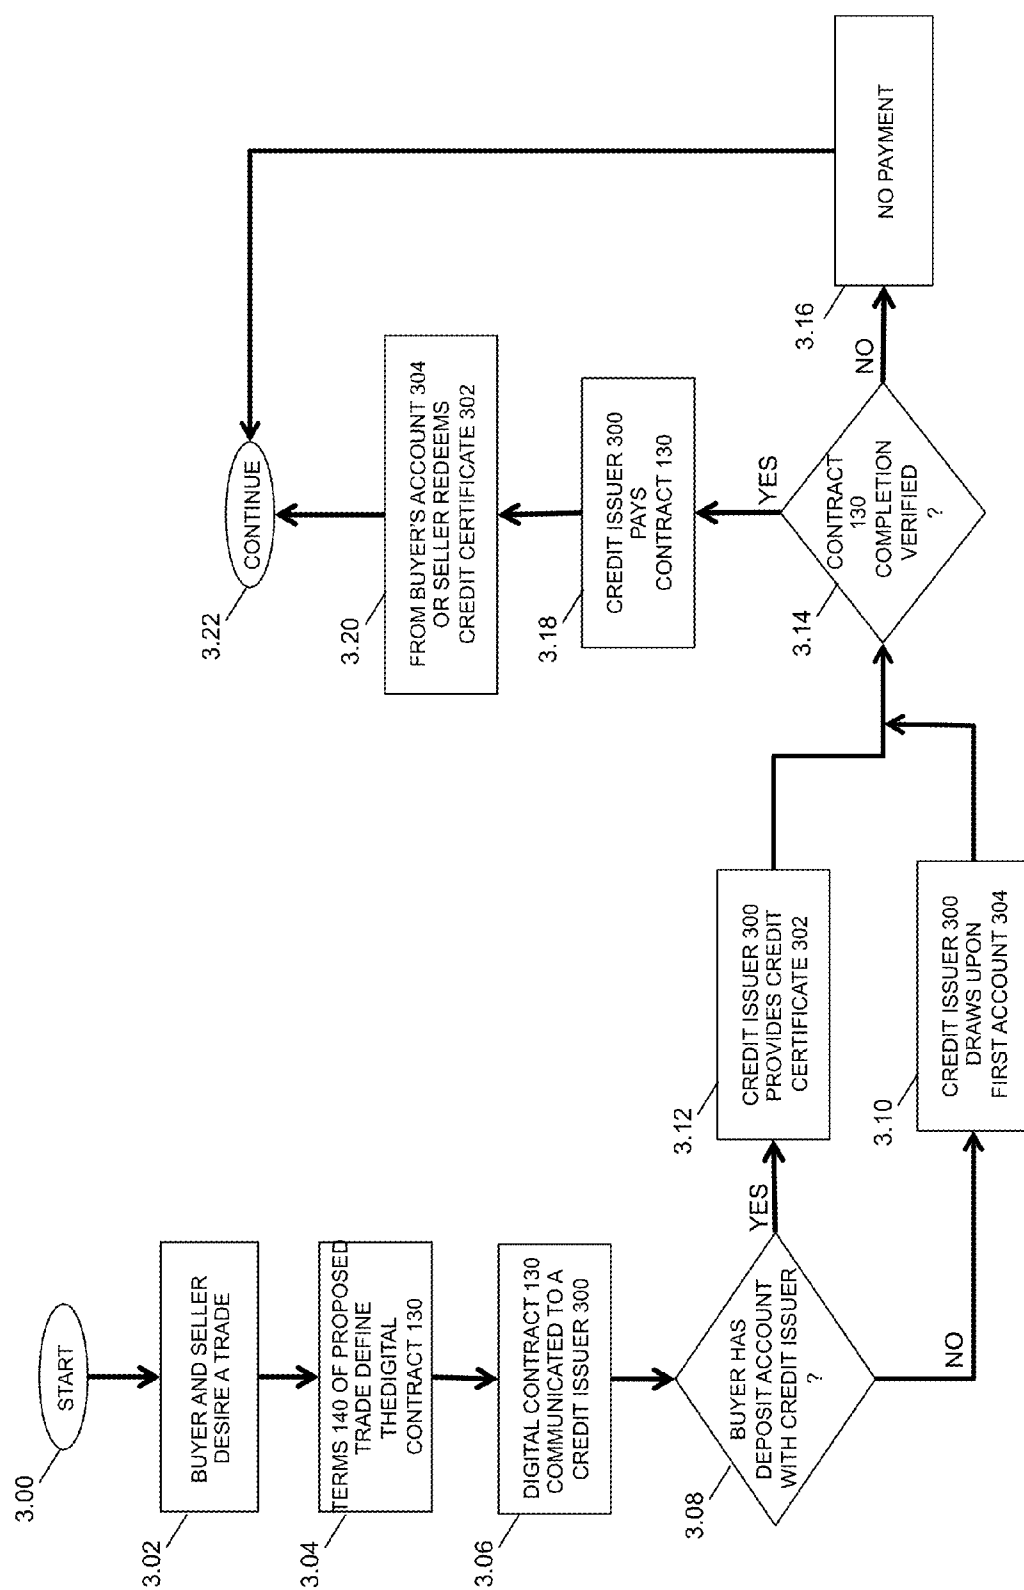 3.00
START
3.02
BUYER AND SELLER
DESIRE A TRADE
3.04
TERMS 140 OF PROPOSED
TRADE DEFINE
THEDIGITAL
CONTRACT 130
3.06
DIGITAL CONTRACT 130
COMMUNICATED TO A
CREDIT ISSUER 300
3.08
BUYER HAS
DEPOSIT ACCOUNT
WITH CREDIT ISSUER
?
YES
NO
3.12
CREDIT ISSUER 300
PROVIDES CREDIT
CERTIFICATE 302
3.10
CREDIT ISSUER 300
DRAWS UPON
FIRST ACCOUNT 304
3.14
CONTRACT
130
COMPLETION
VERIFIED
?
YES
NO
3.16
NO PAYMENT
3.18
CREDIT ISSUER 300
PAYS
CONTRACT 130
3.20
FROM BUYER'S ACCOUNT 304
OR SELLER REDEEMS
CREDIT CERTIFICATE 302
3.22
CONTINUE